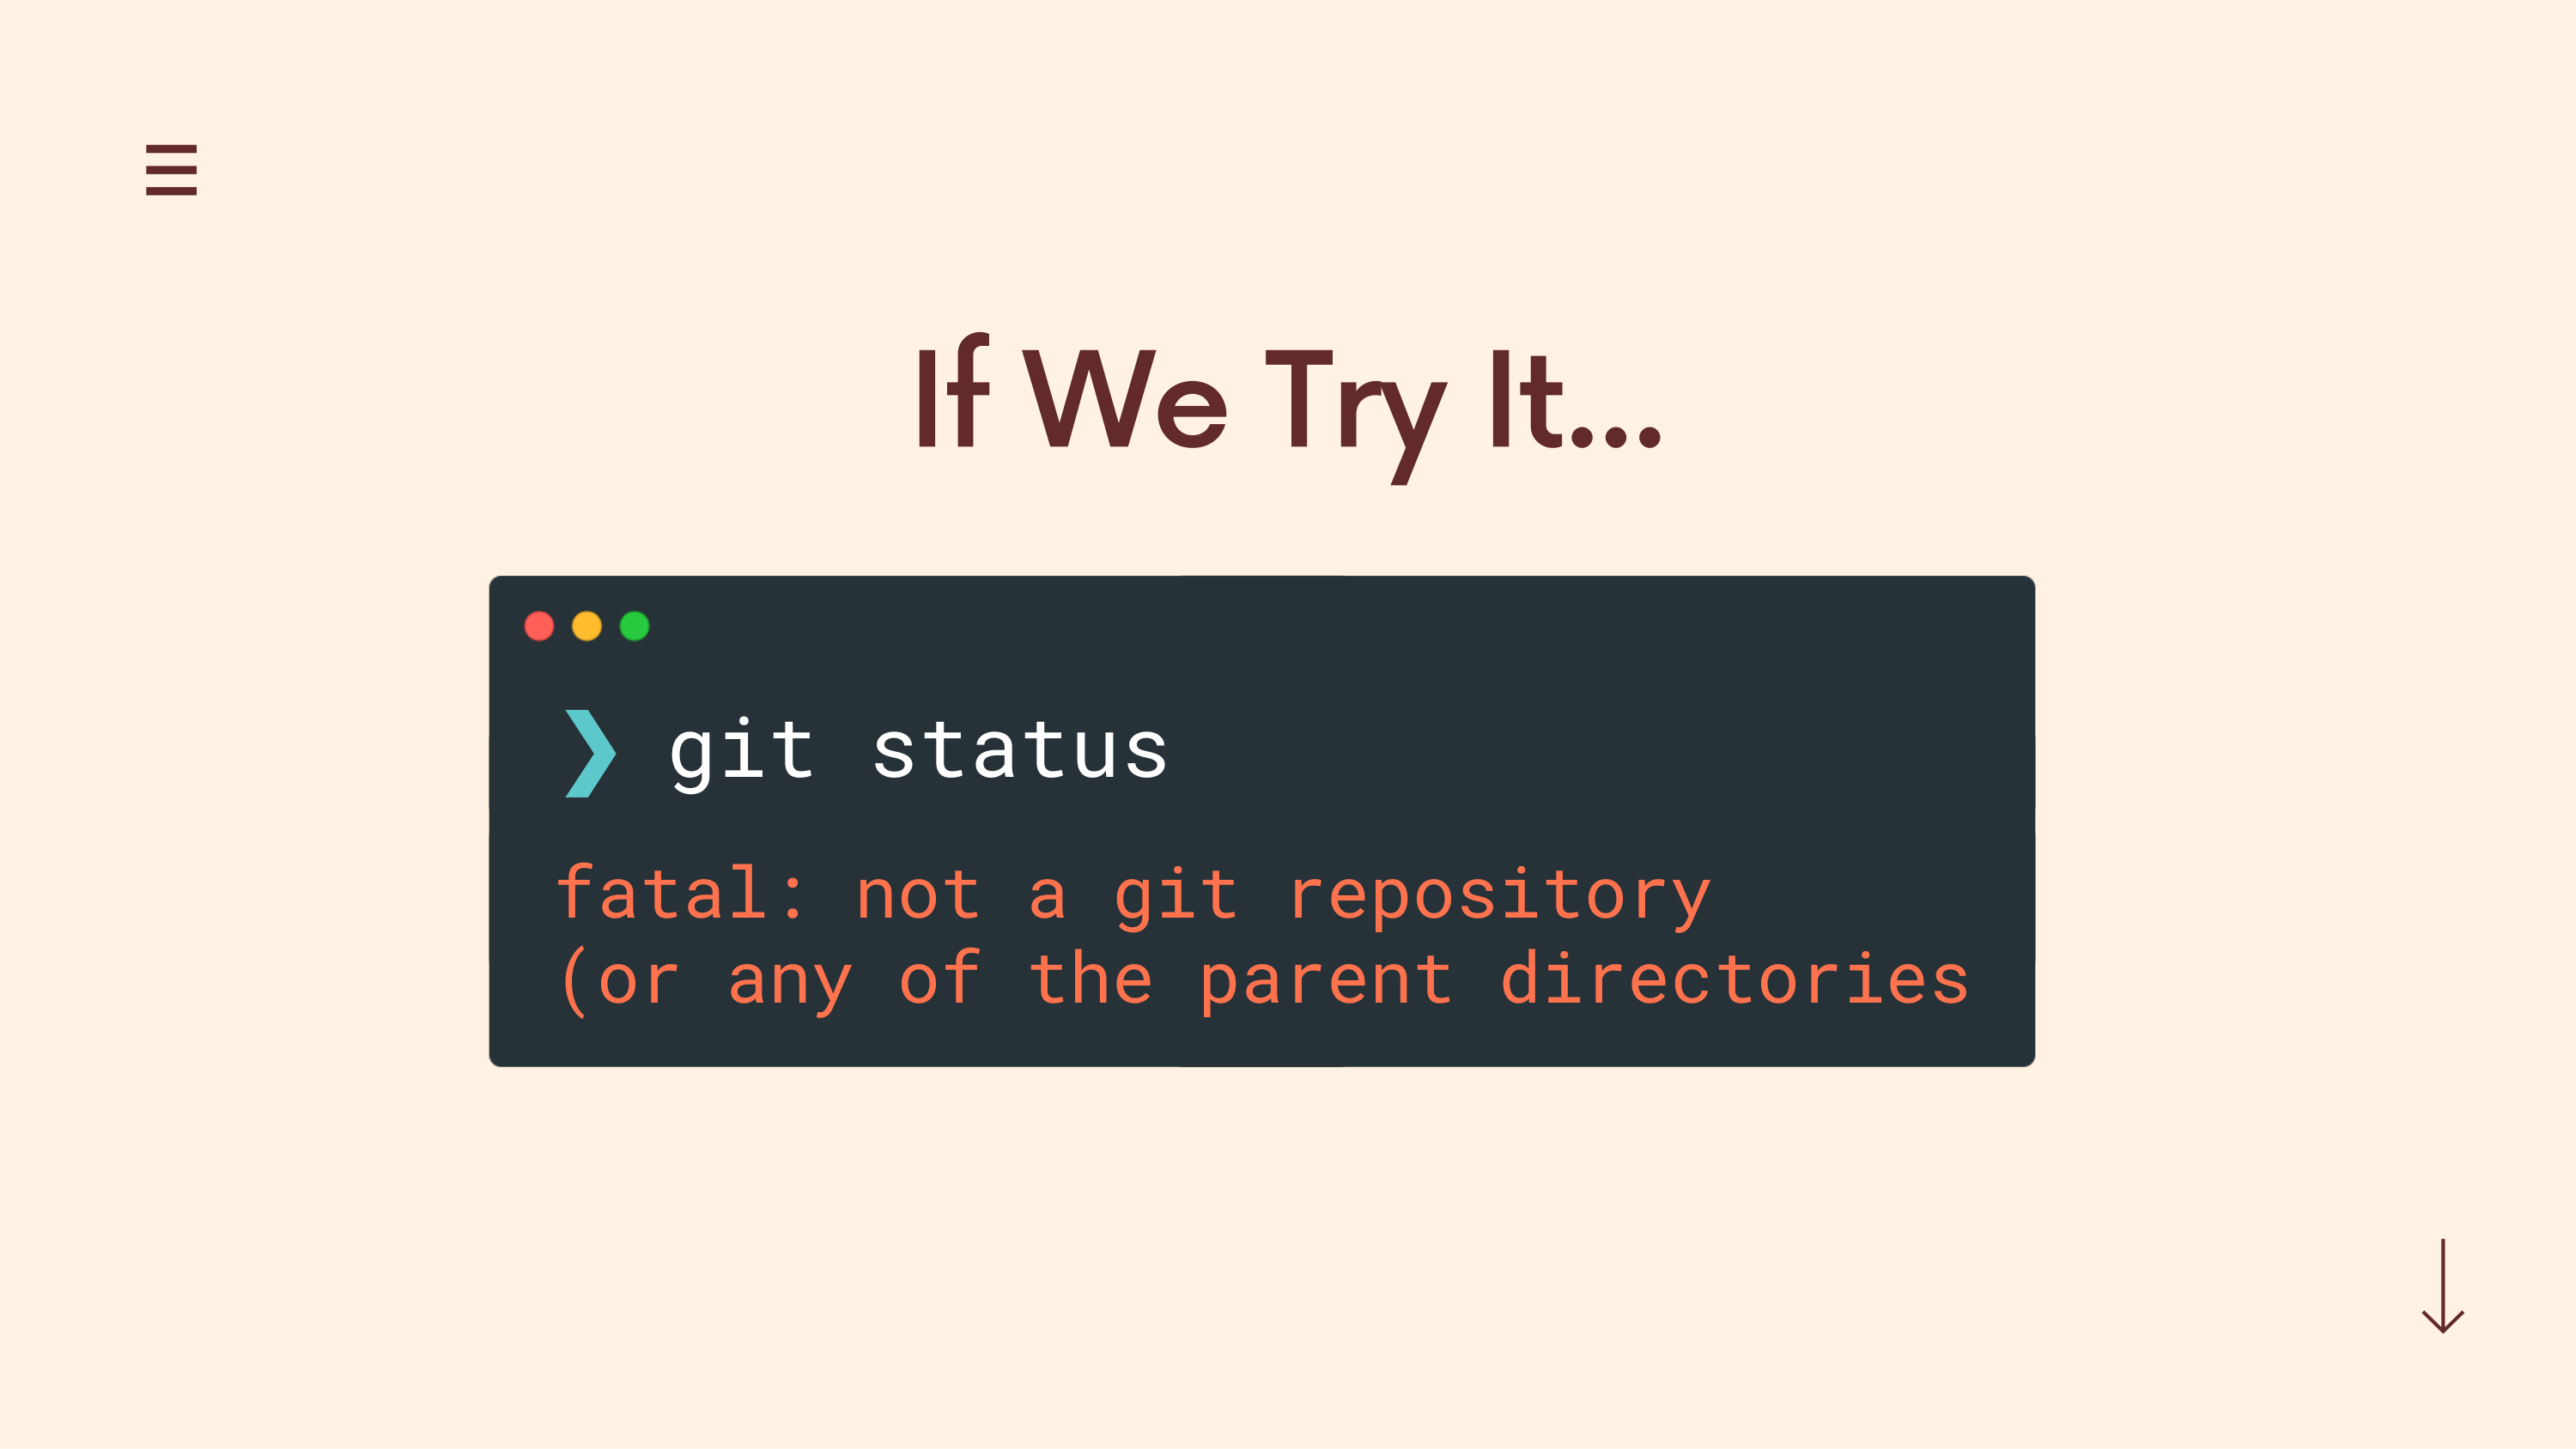 If We Try It...
❯ git status
fatal: not a git repository
(or any of the parent directories